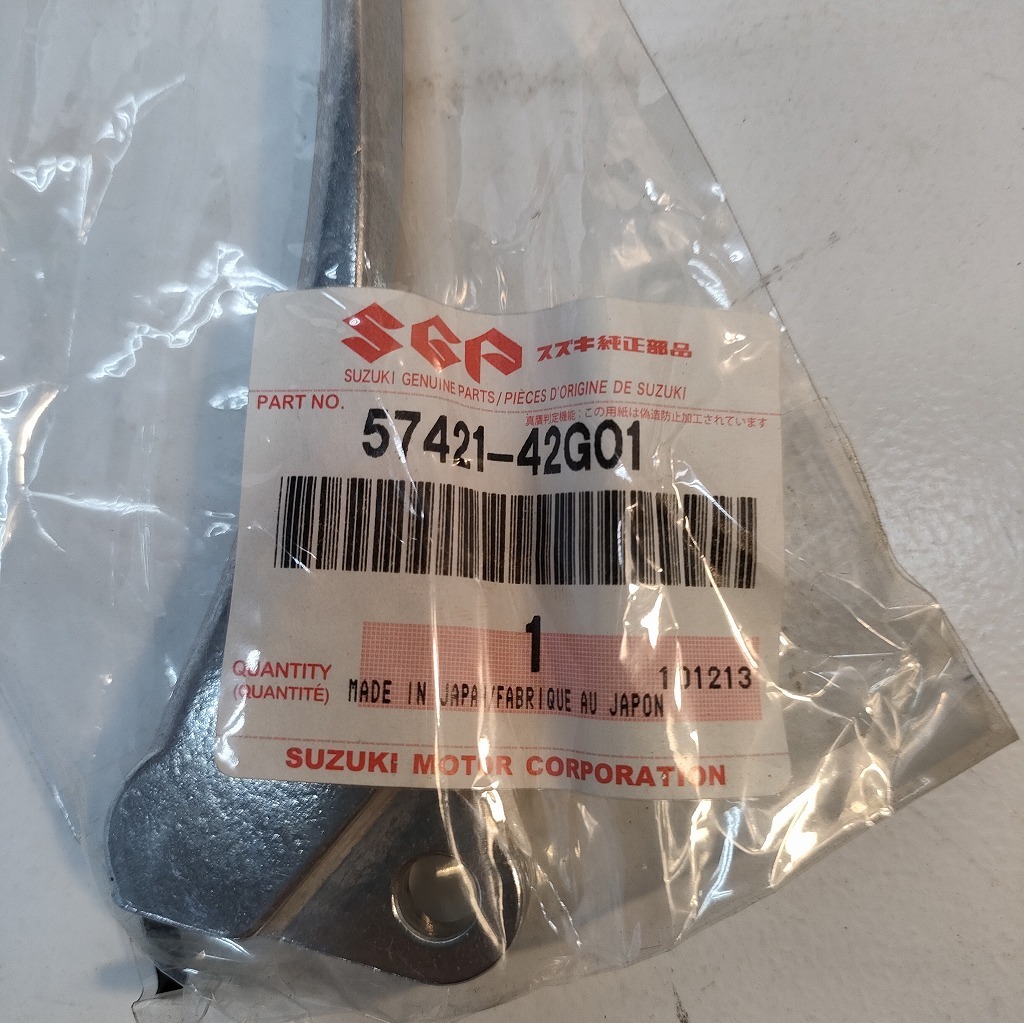 SGP スズキ純正部品
SUZUKI GENUINE PARTS/PIÈCES D'ORIGINE DE SUZUKI
PART NO.
真贋判定機能：この用紙は偽造防止加工されています
57421-42G01
1
QUANTITY
(QUANTITÉ)
101213
MADE IN JAPAN/FABRIQUE AU JAPON
SUZUKI MOTOR CORPORATION